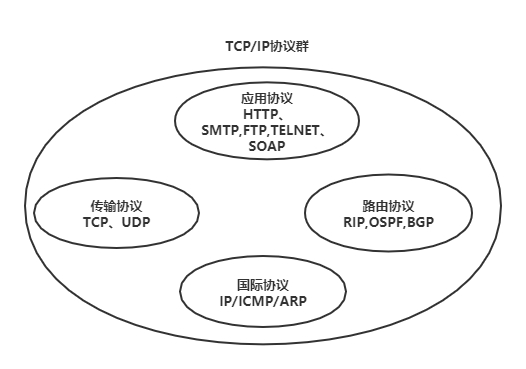 TCP/IP协议群
应用协议
HTTP、
SMTP,FTP,TELNET、
SOAP
传输协议
TCP、UDP
路由协议
RIP,OSPF,BGP
国际协议
IP/ICMP/ARP